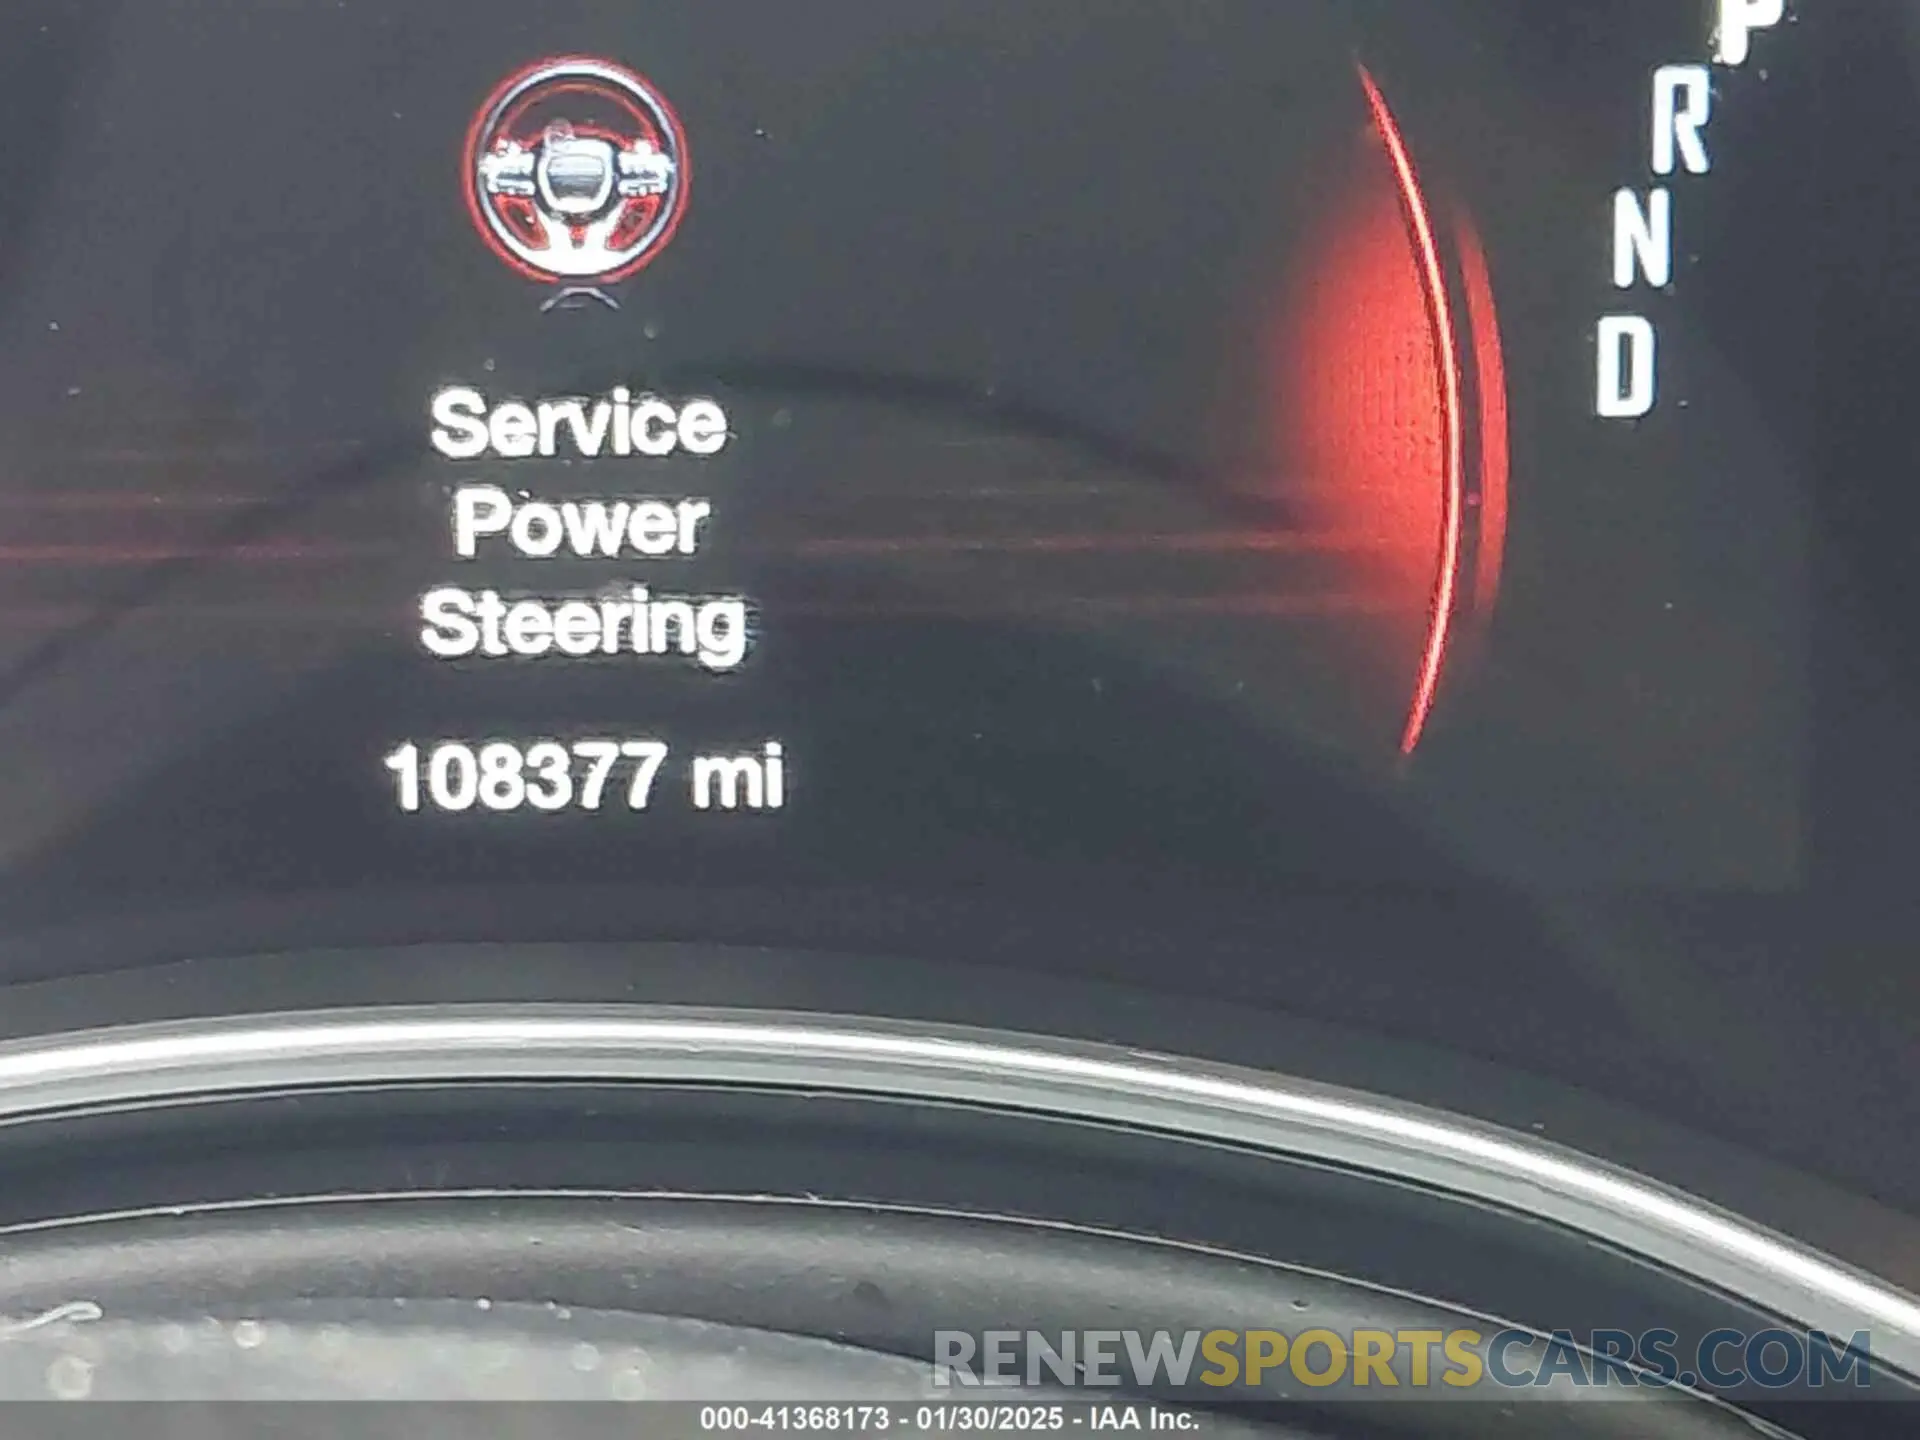 P
R
N
D
Service
Power
Steering
108377 mi
RENEWSPORTSCARS.COM
000-41368173 - 01/30/2025 - IAA Inc.